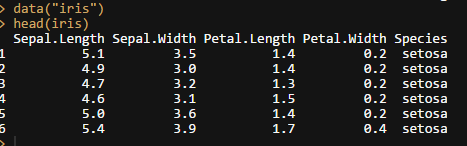 > data("iris")
> head(iris)
  Sepal.Length Sepal.Width Petal.Length Petal.Width Species
1          5.1         3.5          1.4         0.2  setosa
2          4.9         3.0          1.4         0.2  setosa
3          4.7         3.2          1.3         0.2  setosa
4          4.6         3.1          1.5         0.2  setosa
5          5.0         3.6          1.4         0.2  setosa
6          5.4         3.9          1.7         0.4  setosa
>